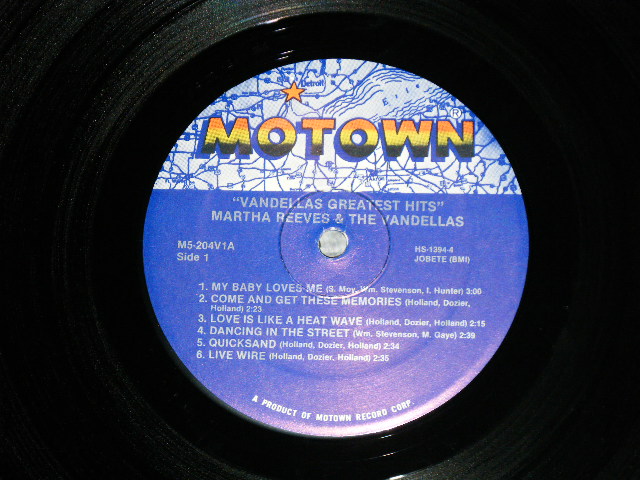 Detroit
MOTOWN®
"VANDELLAS GREATEST HITS"
MARTHA REEVES & THE VANDELLAS
M5-204V1A
Side 1
HS-1394-4
JOBETE (BMI)
1. MY BABY LOVES ME (S. Moy, Wm. Stevenson, I. Hunter) 3:00
2. COME AND GET THESE MEMORIES (Holland, Dozier,
Holland) 2:23
3. LOVE IS LIKE A HEAT WAVE (Holland, Dozier, Holland) 2:15
4. DANCING IN THE STREET (Wm. Stevenson, M. Gaye) 2:39
5. QUICKSAND (Holland, Dozier, Holland) 2:34
6. LIVE WIRE (Holland, Dozier, Holland) 2:35
A PRODUCT OF MOTOWN RECORD CORP.